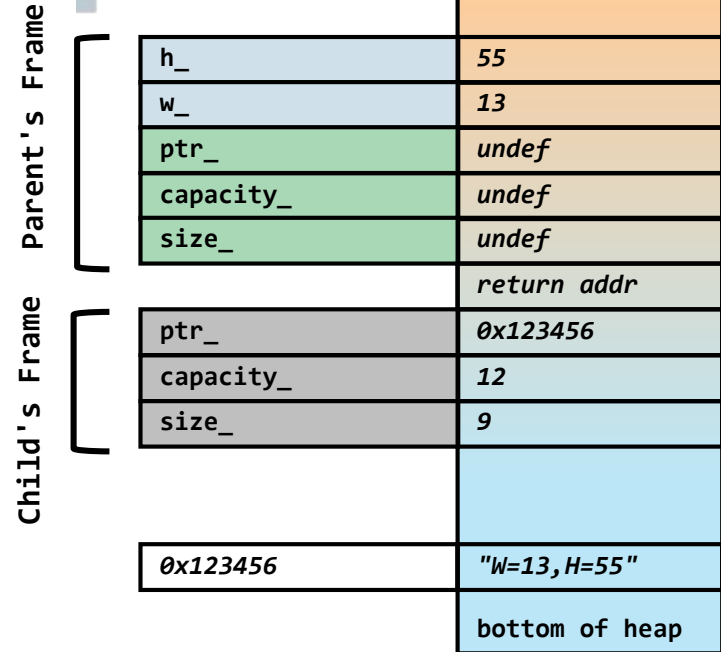 Parent's Frame
h_ 55
w_ 13
ptr_ undef
capacity_ undef
size_ undef
return addr
Child's Frame
ptr_ 0x123456
capacity_ 12
size_ 9
0x123456 "W=13,H=55"
bottom of heap